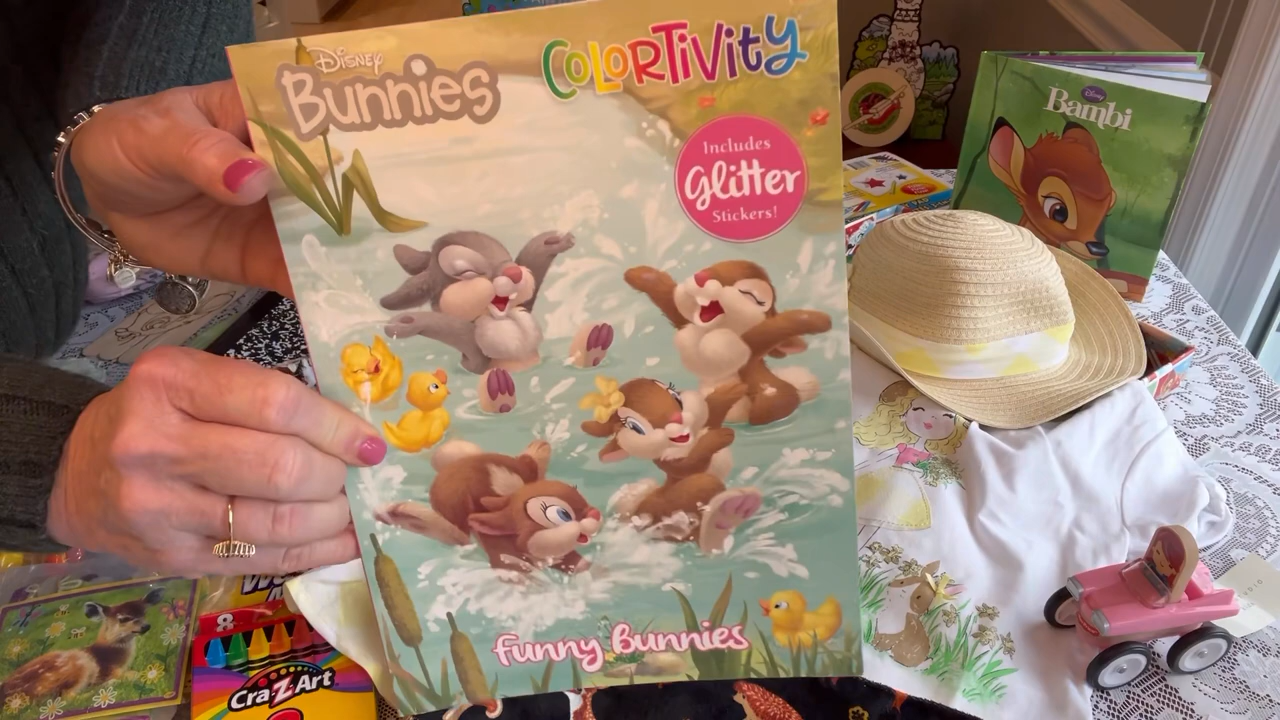 Disney
Bunnies
COLORTIVITY
Includes
Glitter
Stickers!
Funny Bunnies
Disney
Bambi
8
Cra-Z-Art